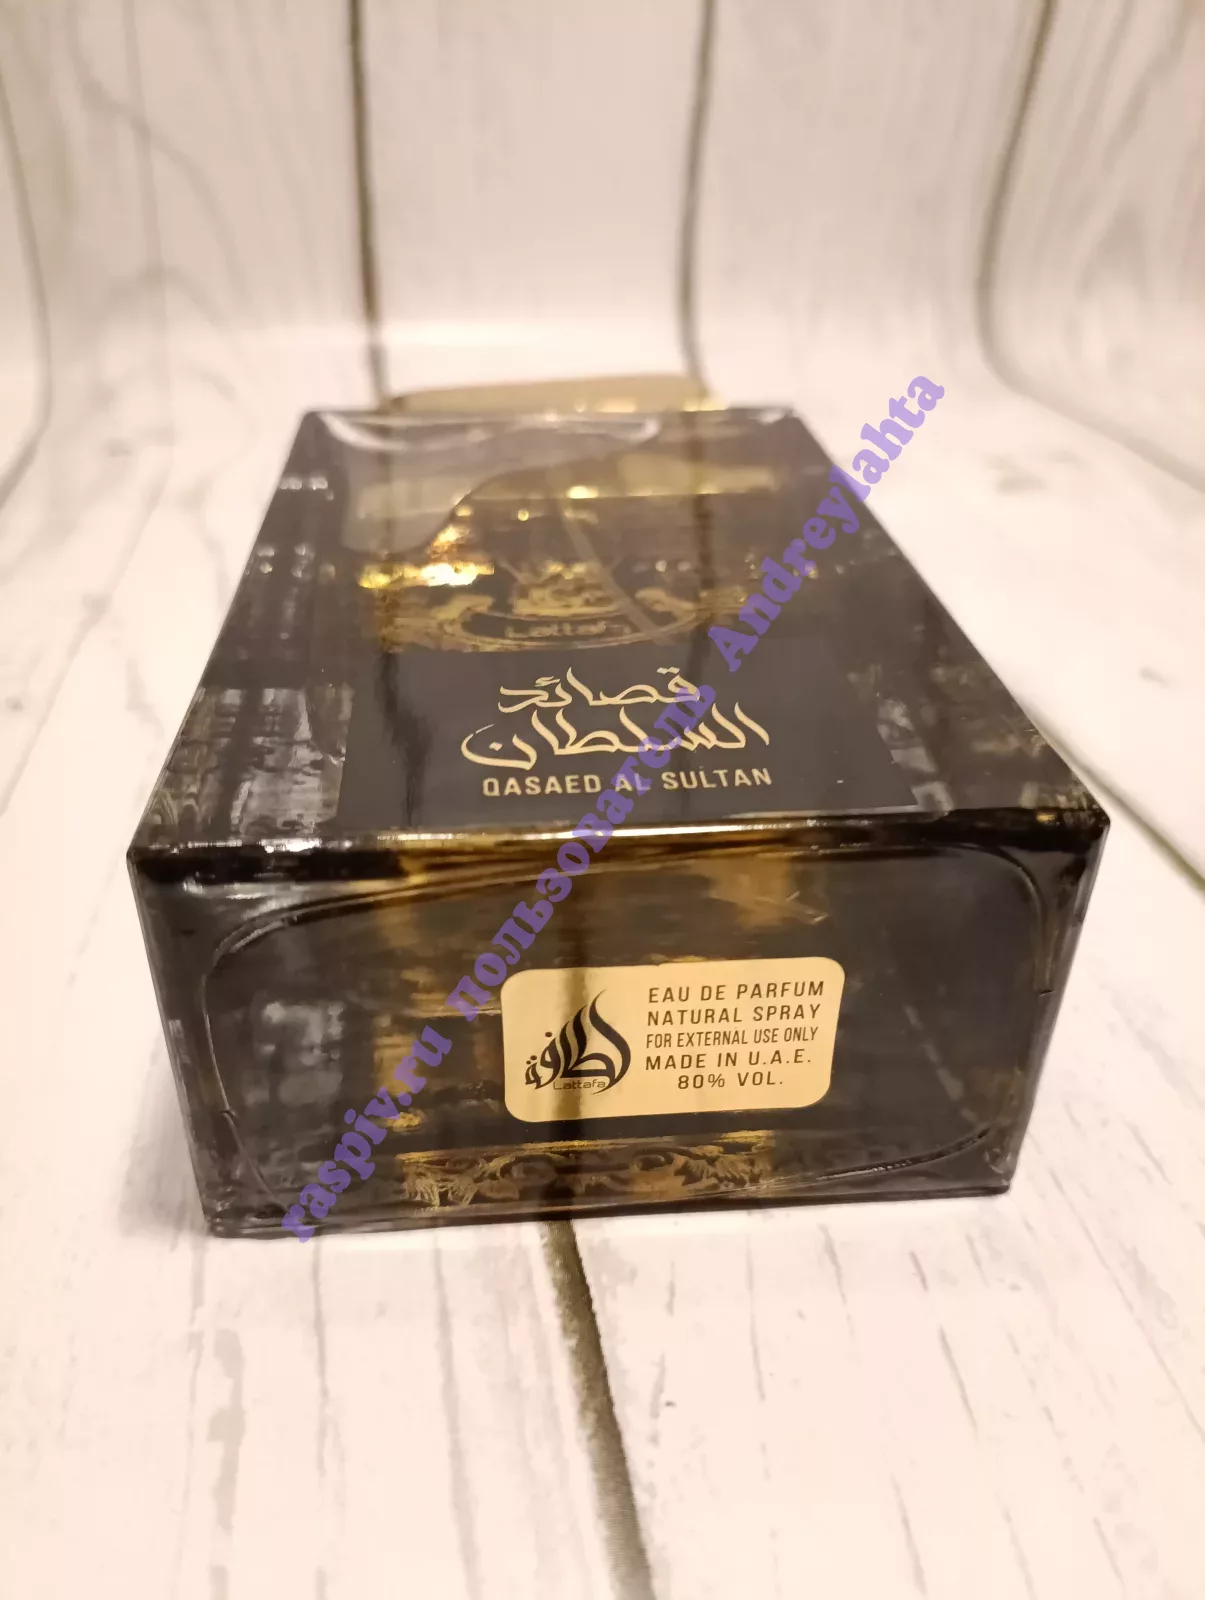 Lattafa
قصائد
السلطان
QASAED AL SULTAN
لطافة
Lattafa
EAU DE PARFUM
NATURAL SPRAY
FOR EXTERNAL USE ONLY
MADE IN U.A.E.
80% VOL.
raspiv.ru пользователь Andreylahta